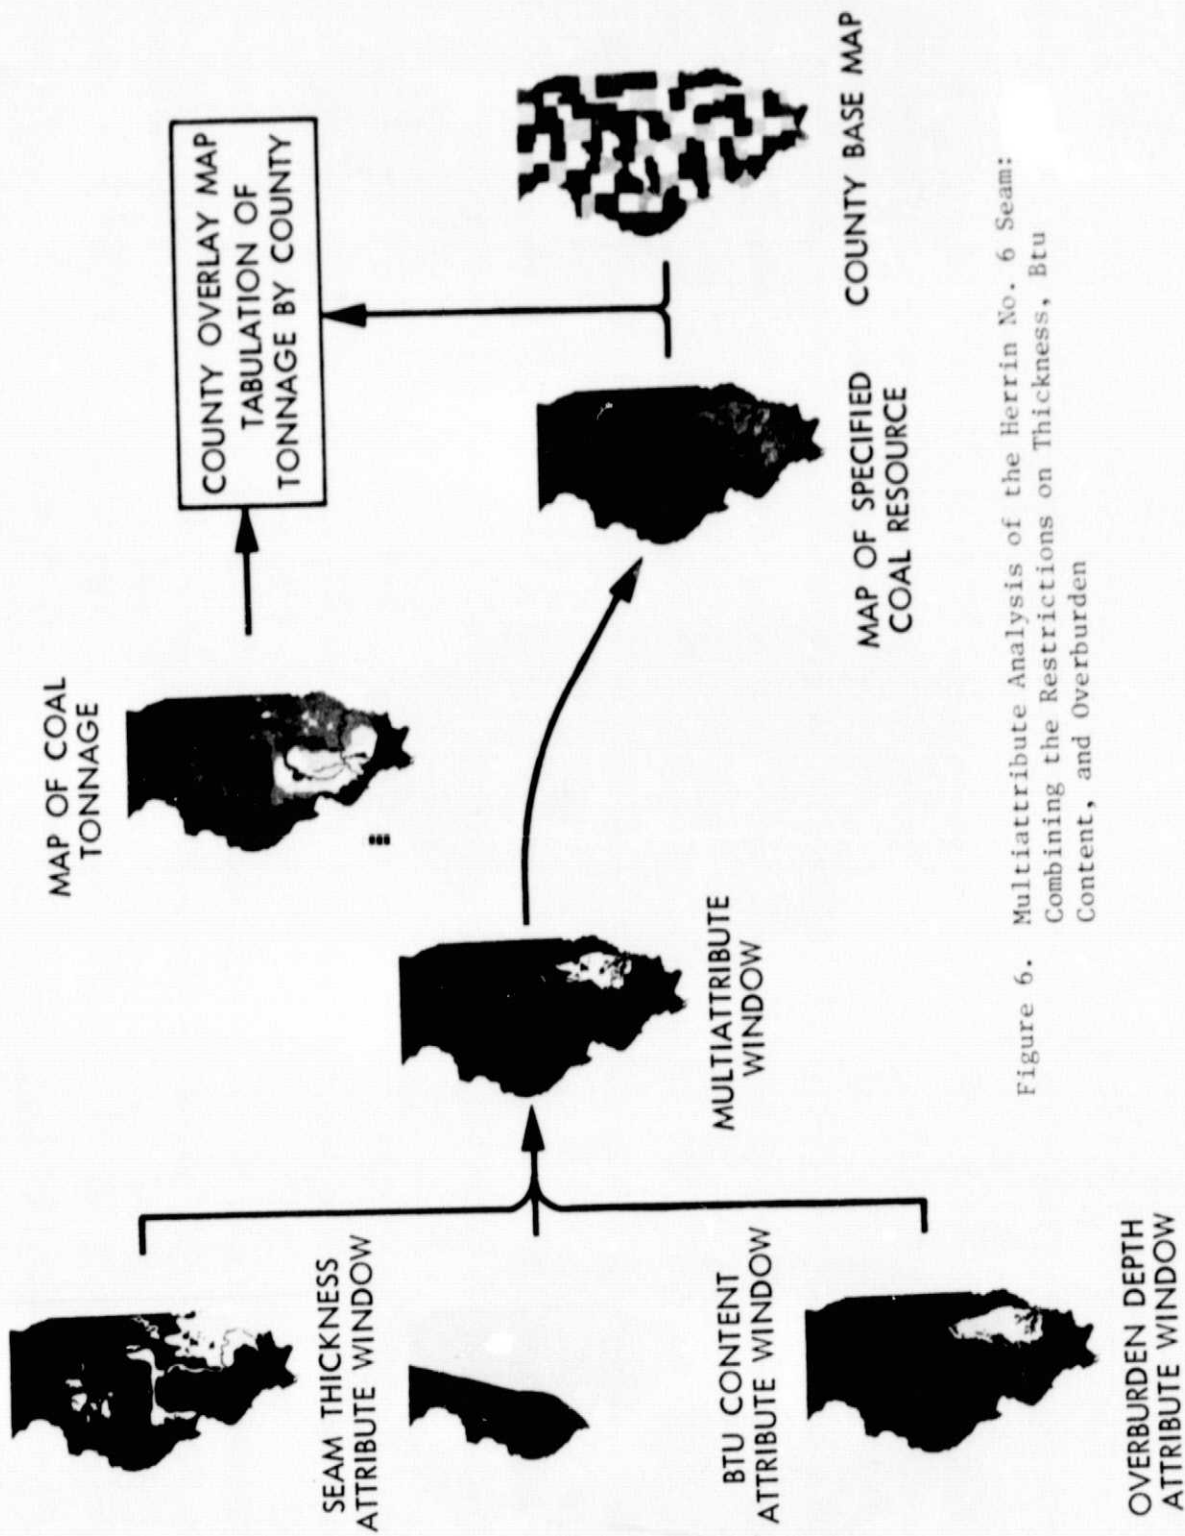 SEAM THICKNESS
ATTRIBUTE WINDOW
BTU CONTENT
ATTRIBUTE WINDOW
OVERBURDEN DEPTH
ATTRIBUTE WINDOW
MULTIATTRIBUTE
WINDOW
MAP OF COAL
TONNAGE
MAP OF SPECIFIED
COAL RESOURCE
COUNTY BASE MAP
COUNTY OVERLAY MAP
TABULATION OF
TONNAGE BY COUNTY
Figure 6. Multiattribute Analysis of the Herrin No. 6 Seam:
Combining the Restrictions on Thickness, Btu
Content, and Overburden